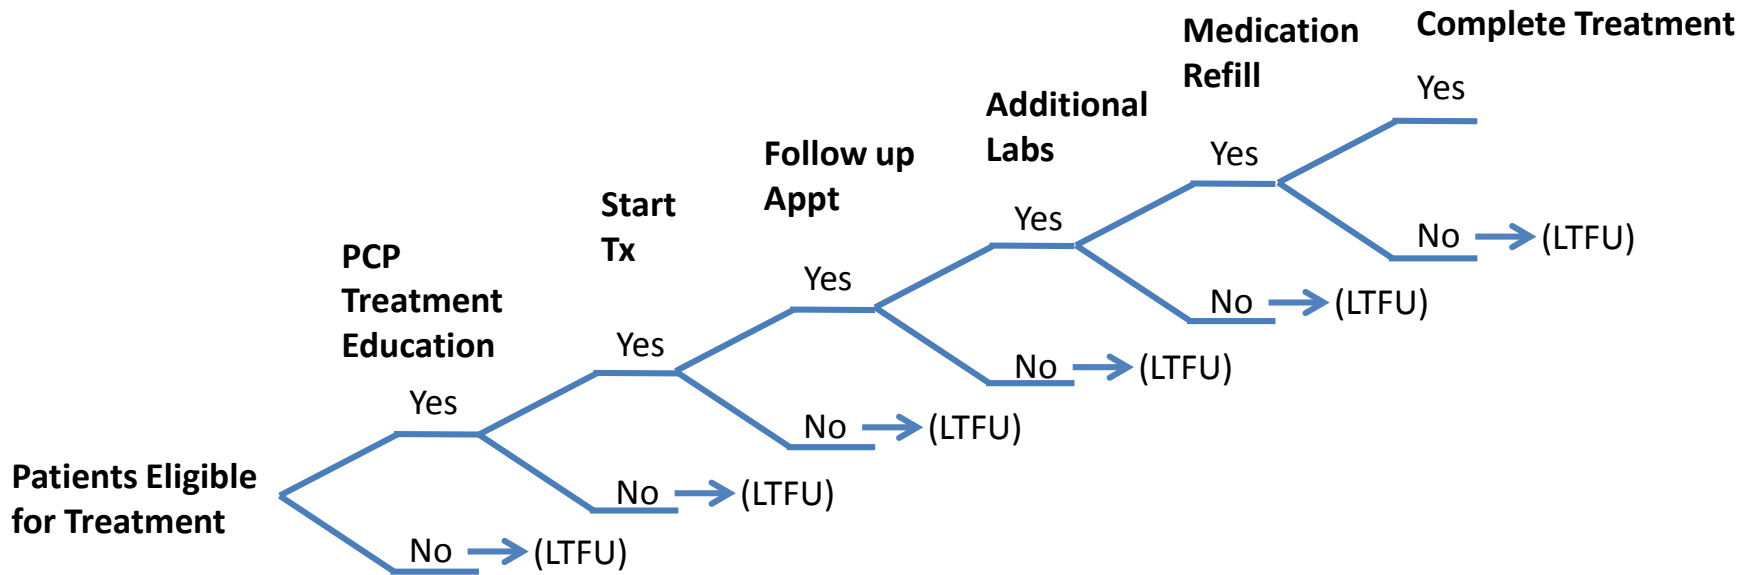 Complete Treatment
Yes
No
(LTFU)
Medication
Refill
Yes
No
(LTFU)
Additional
Labs
Yes
No
(LTFU)
Follow up
Appt
Yes
No
(LTFU)
Start
Tx
Yes
No
(LTFU)
PCP
Treatment
Education
Yes
No
(LTFU)
Patients Eligible
for Treatment